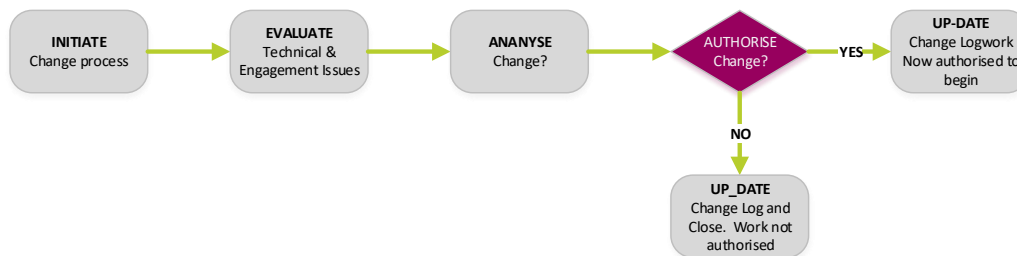 INITIATE
Change process
EVALUATE
Technical &
Engagement Issues
ANANYSE
Change?
AUTHORISE
Change?
YES
UP-DATE
Change Logwork
Now authorised to
begin
NO
UP_DATE
Change Log and
Close. Work not
authorised